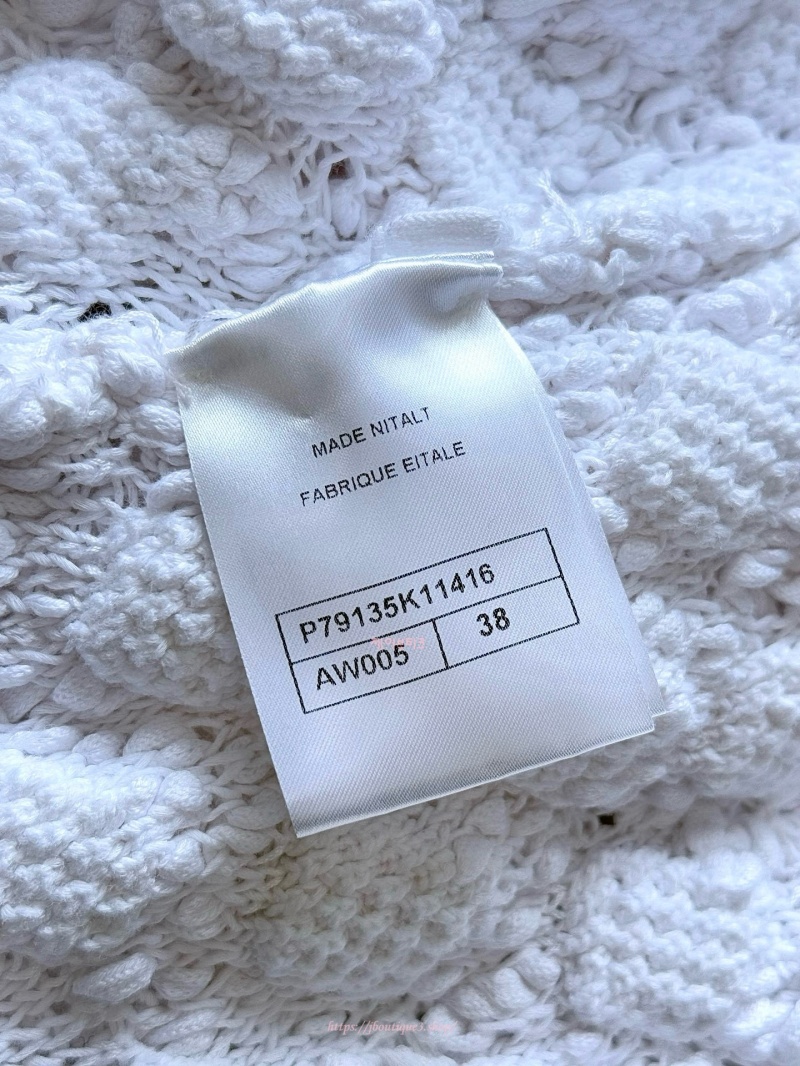 MADE NITALT
FABRIQUE EITALE
P79135K11416
AW005
38